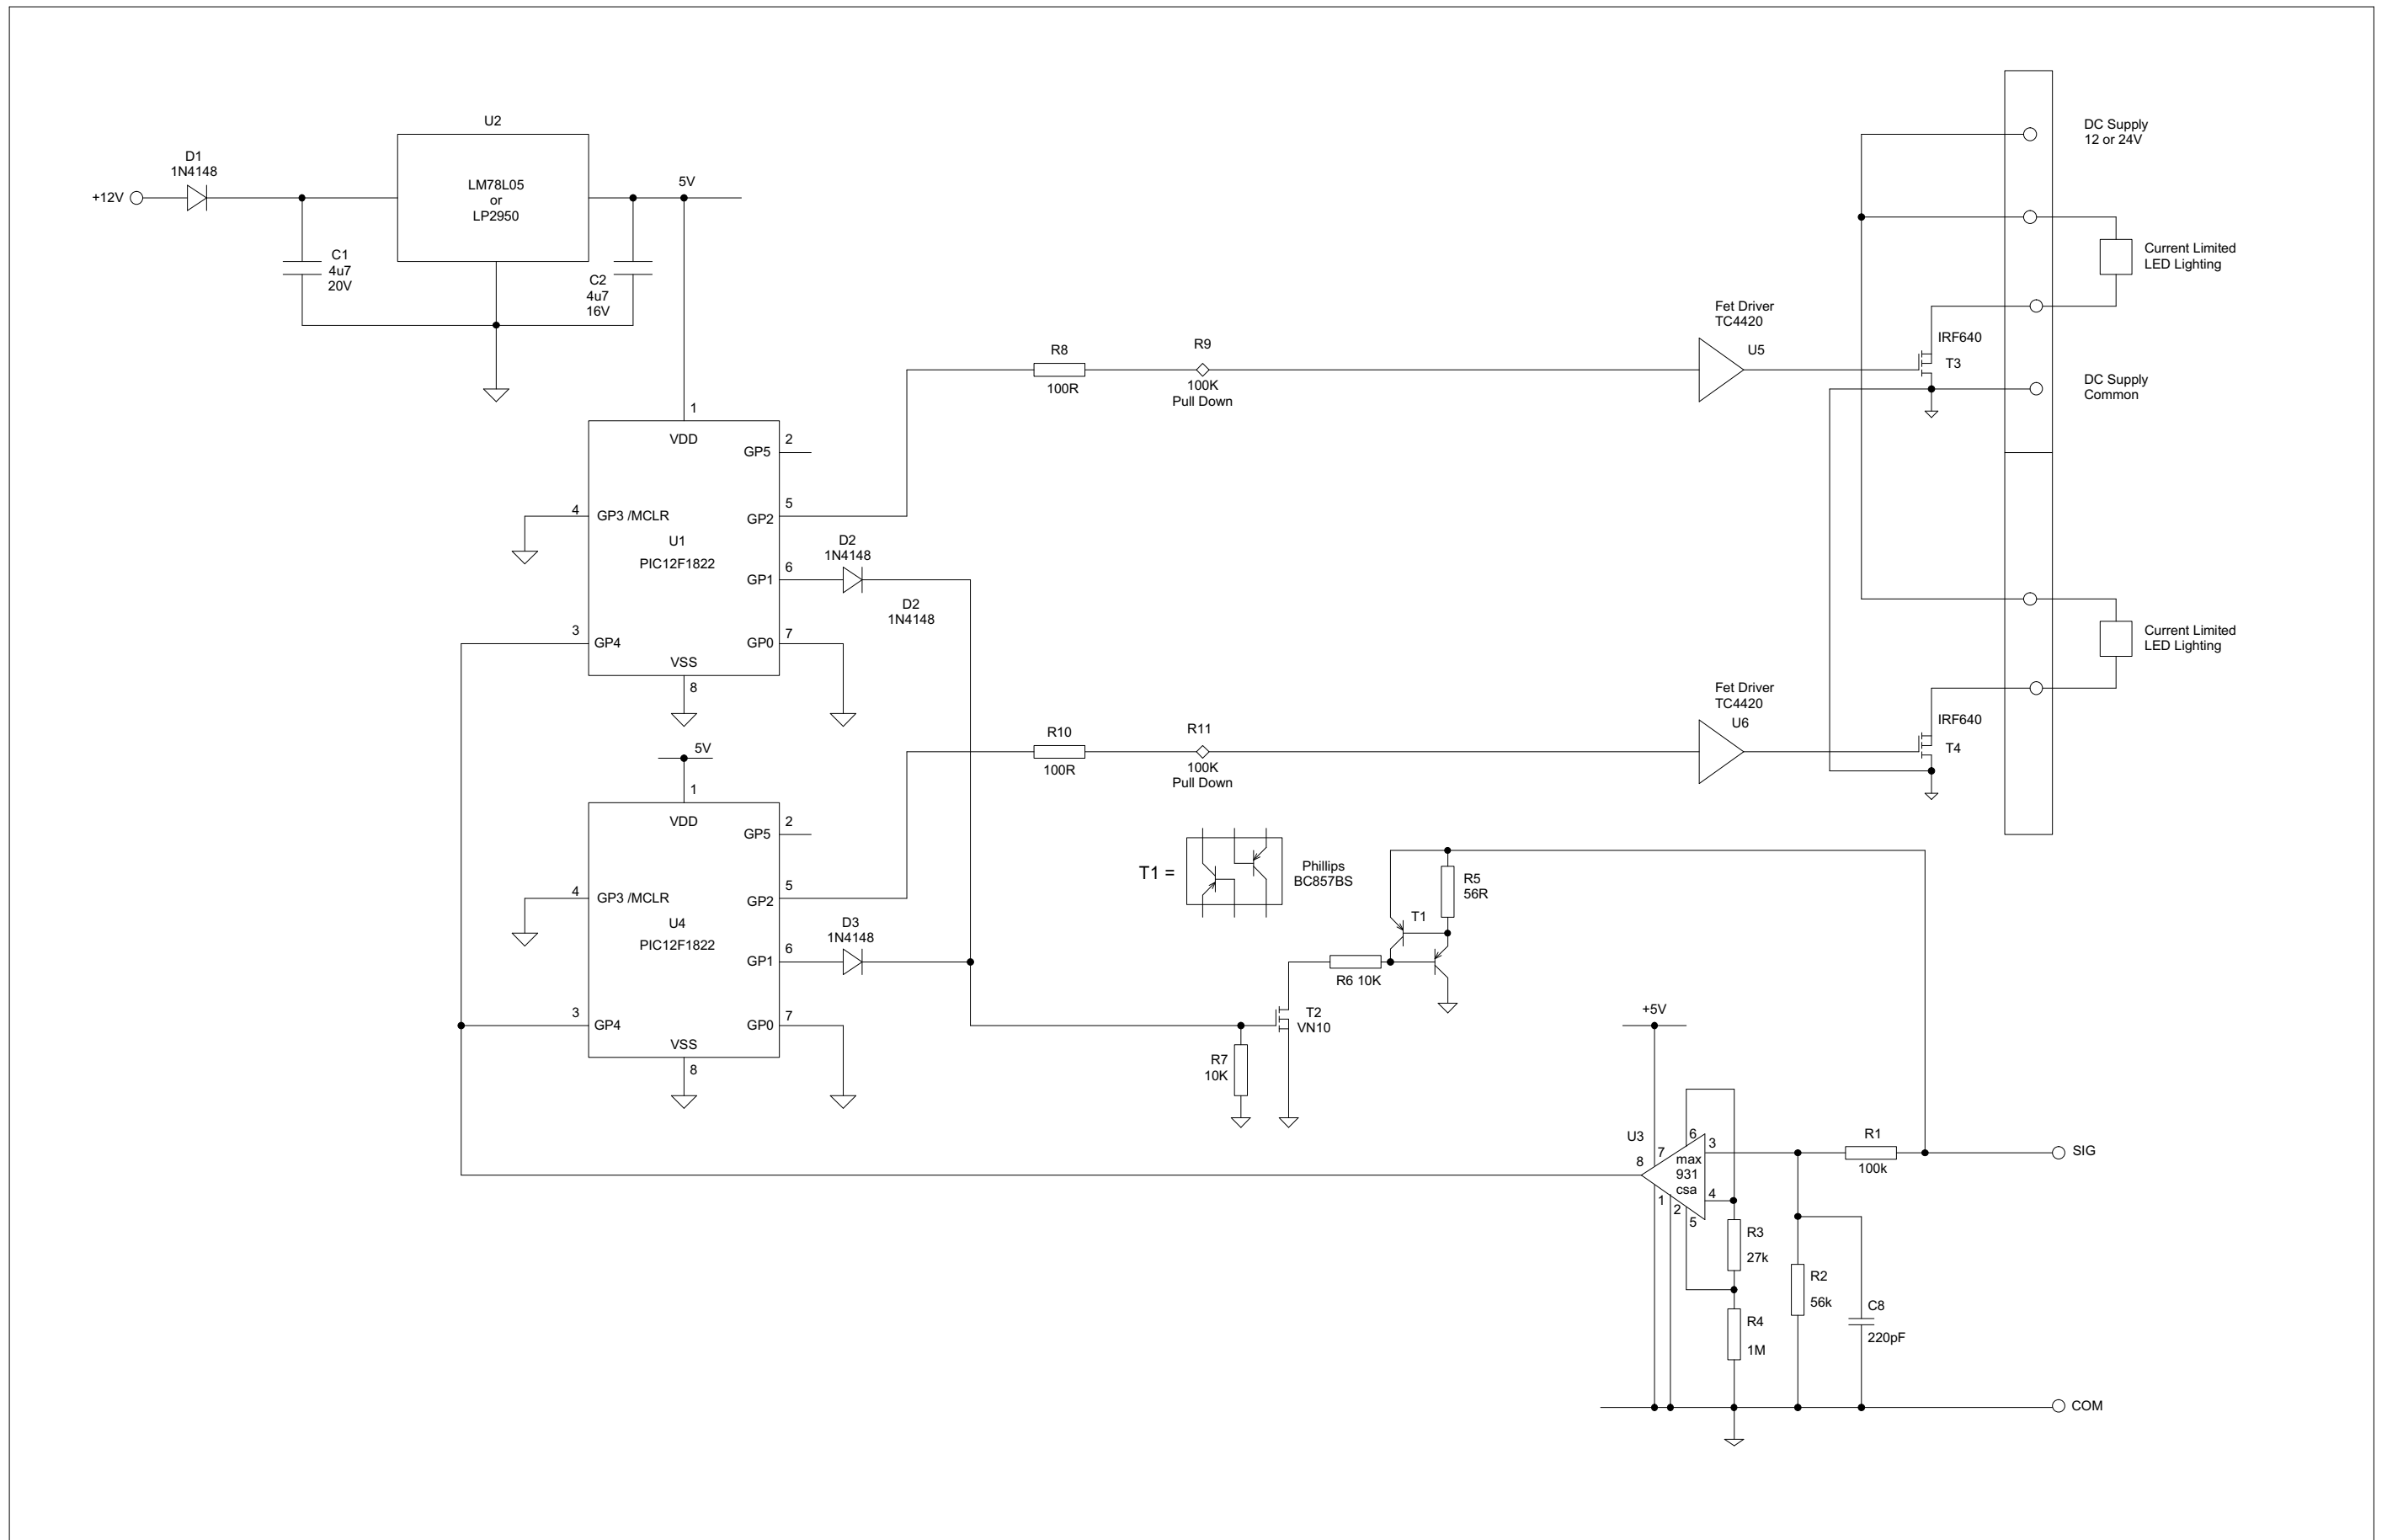 U2
D1
1N4148
+12V
LM78L05
or
LP2950
5V
C1
4u7
20V
C2
4u7
16V
DC Supply
12 or 24V
Current Limited
LED Lighting
Fet Driver
TC4420
U5
IRF640
T3
DC Supply
Common
R8
100R
R9
100K
Pull Down
1
VDD
GP5
2
4
GP3 /MCLR
GP2
5
U1
PIC12F1822
GP1
6
D2
1N4148
D2
1N4148
3
GP4
GP0
7
VSS
8
Current Limited
LED Lighting
Fet Driver
TC4420
U6
IRF640
T4
R10
100R
R11
100K
Pull Down
5V
1
VDD
GP5
2
4
GP3 /MCLR
GP2
5
U4
PIC12F1822
GP1
6
D3
1N4148
3
GP4
GP0
7
VSS
8
T1 =
Phillips
BC857BS
R5
56R
T1
R6 10K
T2
VN10
R7
10K
+5V
U3
8
7
6
3
max
931
csa
4
1
2
5
R1
100k
SIG
R3
27k
R2
56k
C8
220pF
R4
1M
COM